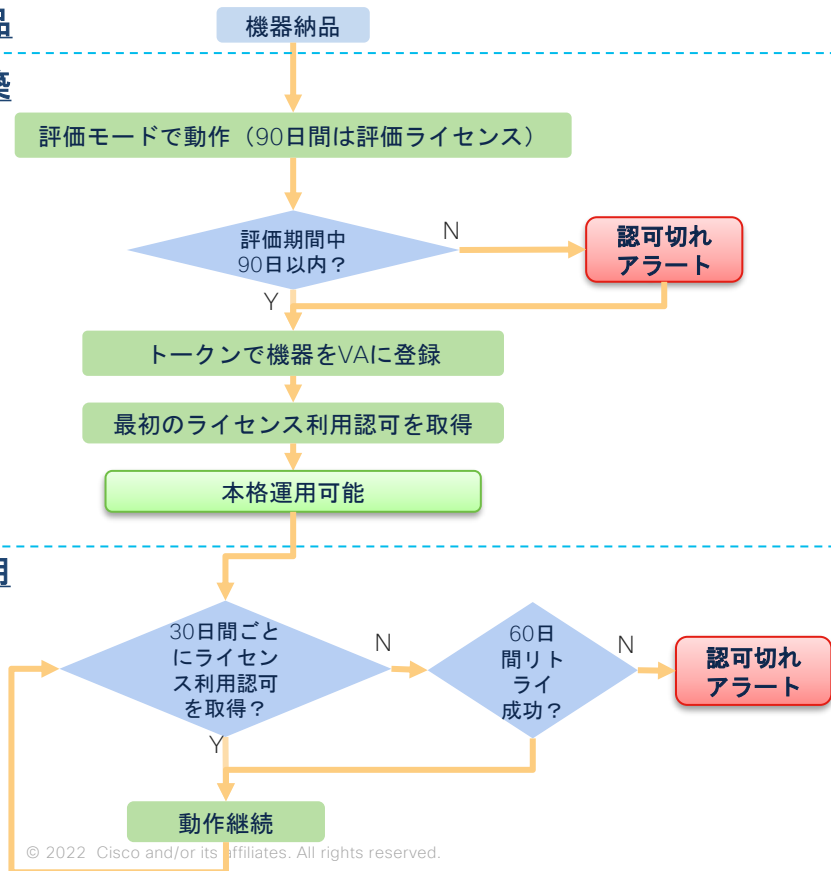 品
機器納品
築
評価モードで動作（90日間は評価ライセンス）
評価期間中
90日以内？
N
認可切れ
アラート
Y
トークンで機器をVAに登録
最初のライセンス利用認可を取得
本格運用可能
用
30日間ごと
にライセン
ス利用認可
を取得？
N
60日
間リト
ライ
成功？
N
認可切れ
アラート
Y
動作継続
© 2022 Cisco and/or its affiliates. All rights reserved.